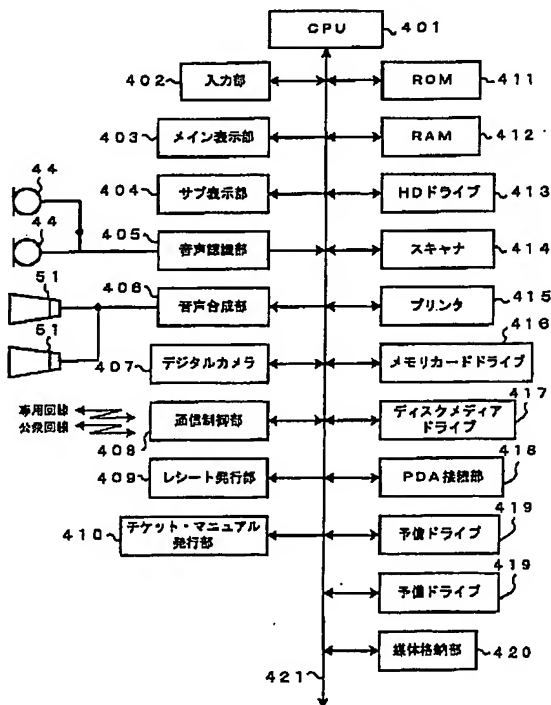 CPU
401
402
入力部
ROM
411
403
メイン表示部
RAM
412
44
404
サブ表示部
HDドライブ
413
44
405
音声認識部
スキャナ
414
51
406
音声合成部
プリンタ
415
51
407
デジタルカメラ
メモリカードドライブ
416
専用回線
公衆回線
通信制御部
408
ディスクメディア
ドライブ
417
409
レシート発行部
PDA接続部
418
410
チケット・マニュアル
発行部
予備ドライブ
419
予備ドライブ
419
媒体格納部
420
421